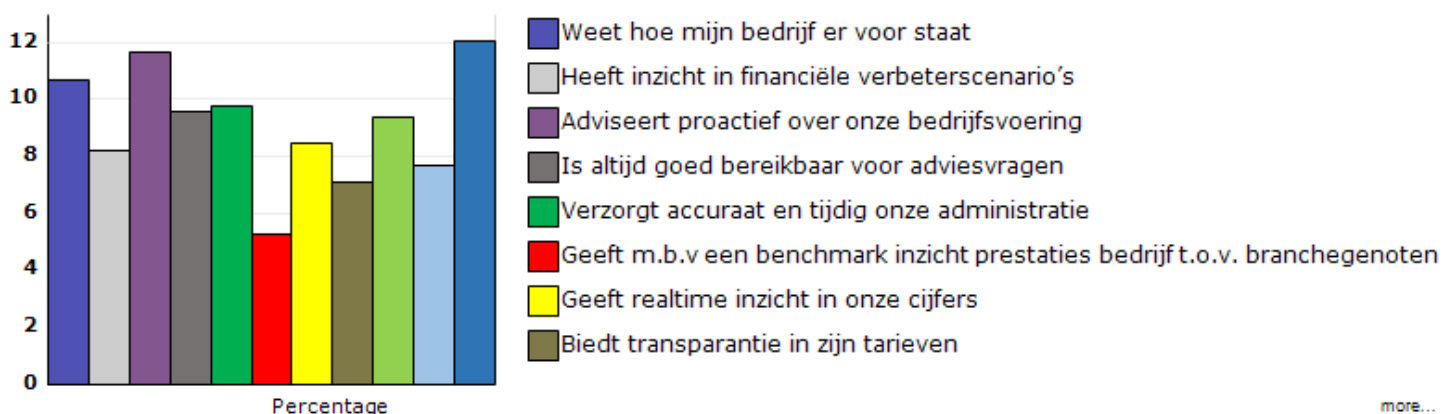 12
10
8
6
4
2
0
Percentage
Weet hoe mijn bedrijf er voor staat
Heeft inzicht in financiële verbeterscenario´s
Adviseert proactief over onze bedrijfsvoering
Is altijd goed bereikbaar voor adviesvragen
Verzorgt accuraat en tijdig onze administratie
Geeft m.b.v een benchmark inzicht prestaties bedrijf t.o.v. branchegenoten
Geeft realtime inzicht in onze cijfers
Biedt transparantie in zijn tarieven
more...